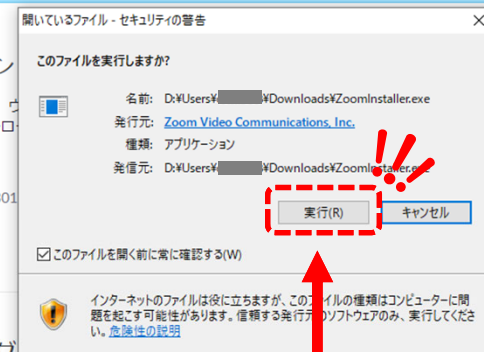 開いているファイル - セキュリティの警告
このファイルを実行しますか?
名前: D:¥Users¥ ¥Downloads¥ZoomInstaller.exe
発行元: Zoom Video Communications, Inc.
種類: アプリケーション
発信元: D:¥Users¥ ¥Downloads¥ZoomInstaller.exe
実行(R) キャンセル
このファイルを開く前に常に確認する(W)
インターネットのファイルは役に立ちますが、このファイルの種類はコンピューターに問
題を起こす可能性があります。信頼する発行元のソフトウェアのみ、実行してくださ
い。危険性の説明